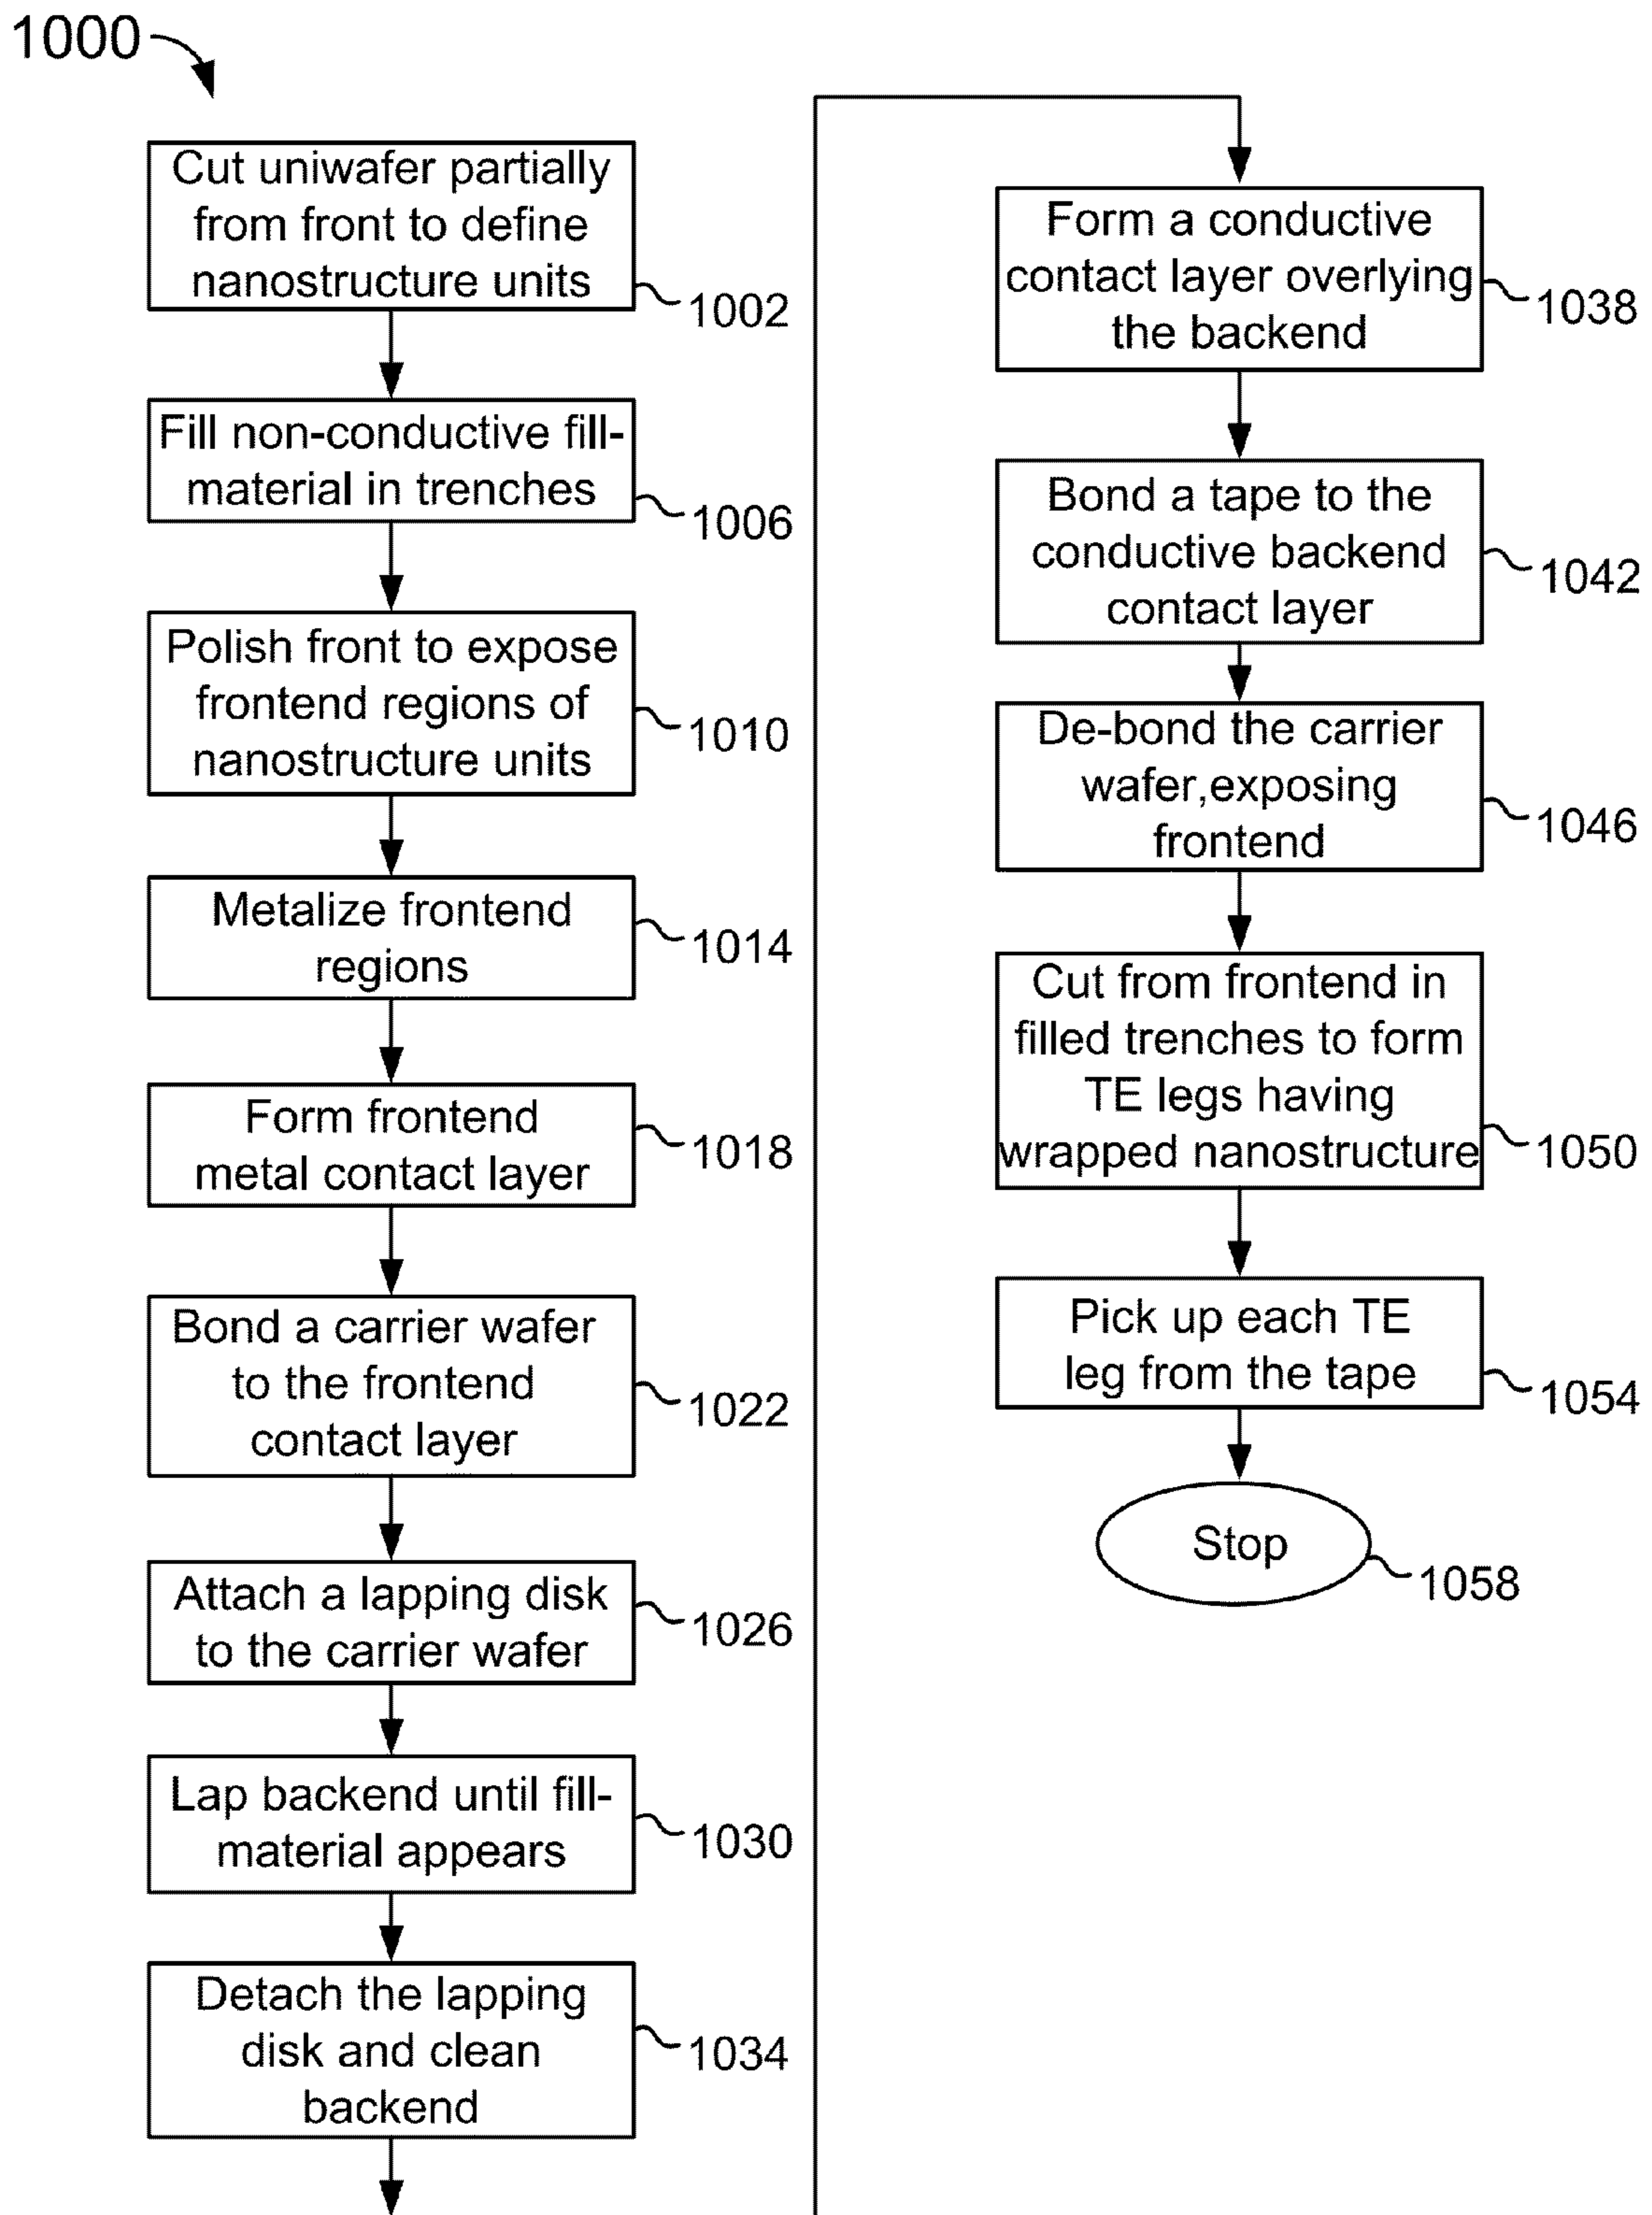 1000
Cut uniwafer partially
from front to define
nanostructure units
1002
Fill non-conductive fill-
material in trenches
1006
Polish front to expose
frontend regions of
nanostructure units
1010
Metalize frontend
regions
1014
Form frontend
metal contact layer
1018
Bond a carrier wafer
to the frontend
contact layer
1022
Attach a lapping disk
to the carrier wafer
1026
Lap backend until fill-
material appears
1030
Detach the lapping
disk and clean
backend
1034
Form a conductive
contact layer overlying
the backend
1038
Bond a tape to the
conductive backend
contact layer
1042
De-bond the carrier
wafer,exposing
frontend
1046
Cut from frontend in
filled trenches to form
TE legs having
wrapped nanostructure
1050
Pick up each TE
leg from the tape
1054
Stop
1058